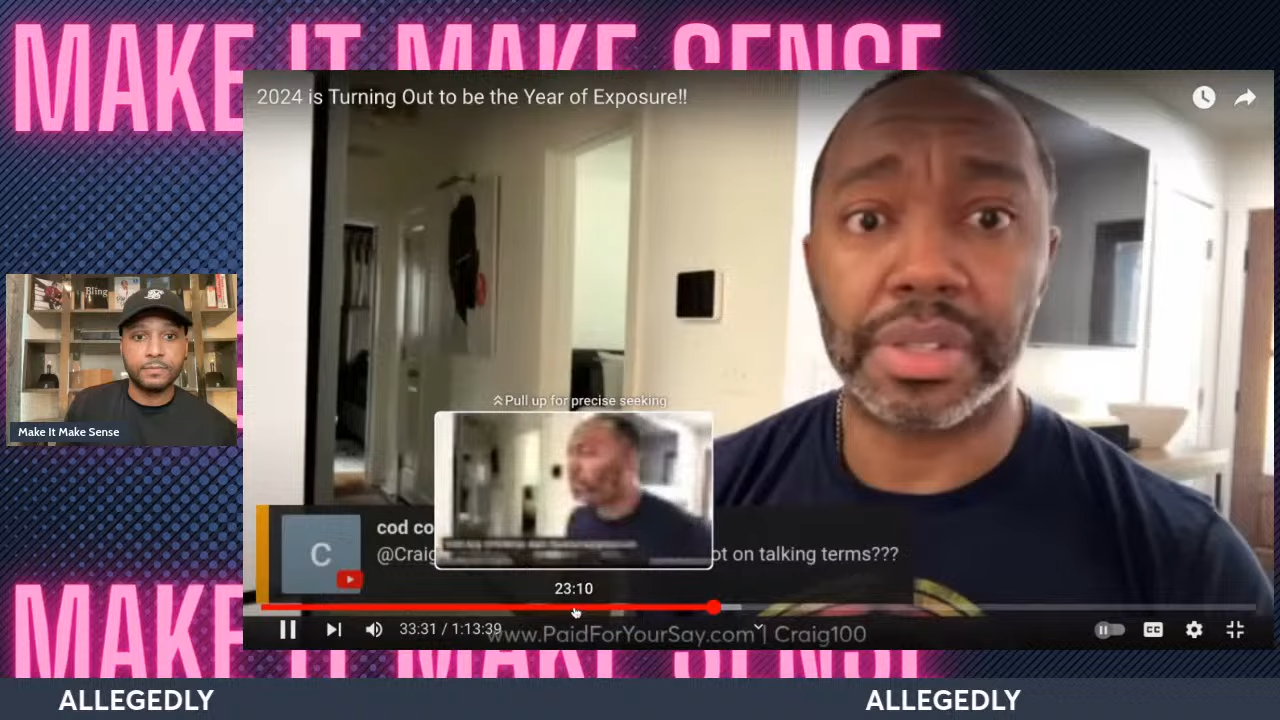 MAKE IT MAKE SENSE
2024 is Turning Out to be the Year of Exposure!!
Bling
Make It Make Sense
Pull up for precise seeking
C
cod co
@Craig
ot on talking terms???
23:10
33:31 / 1:13:39
www.PaidForYourSay.com | Craig100
CC
MAKE IT MAKE SENSE
ALLEGEDLY
ALLEGEDLY